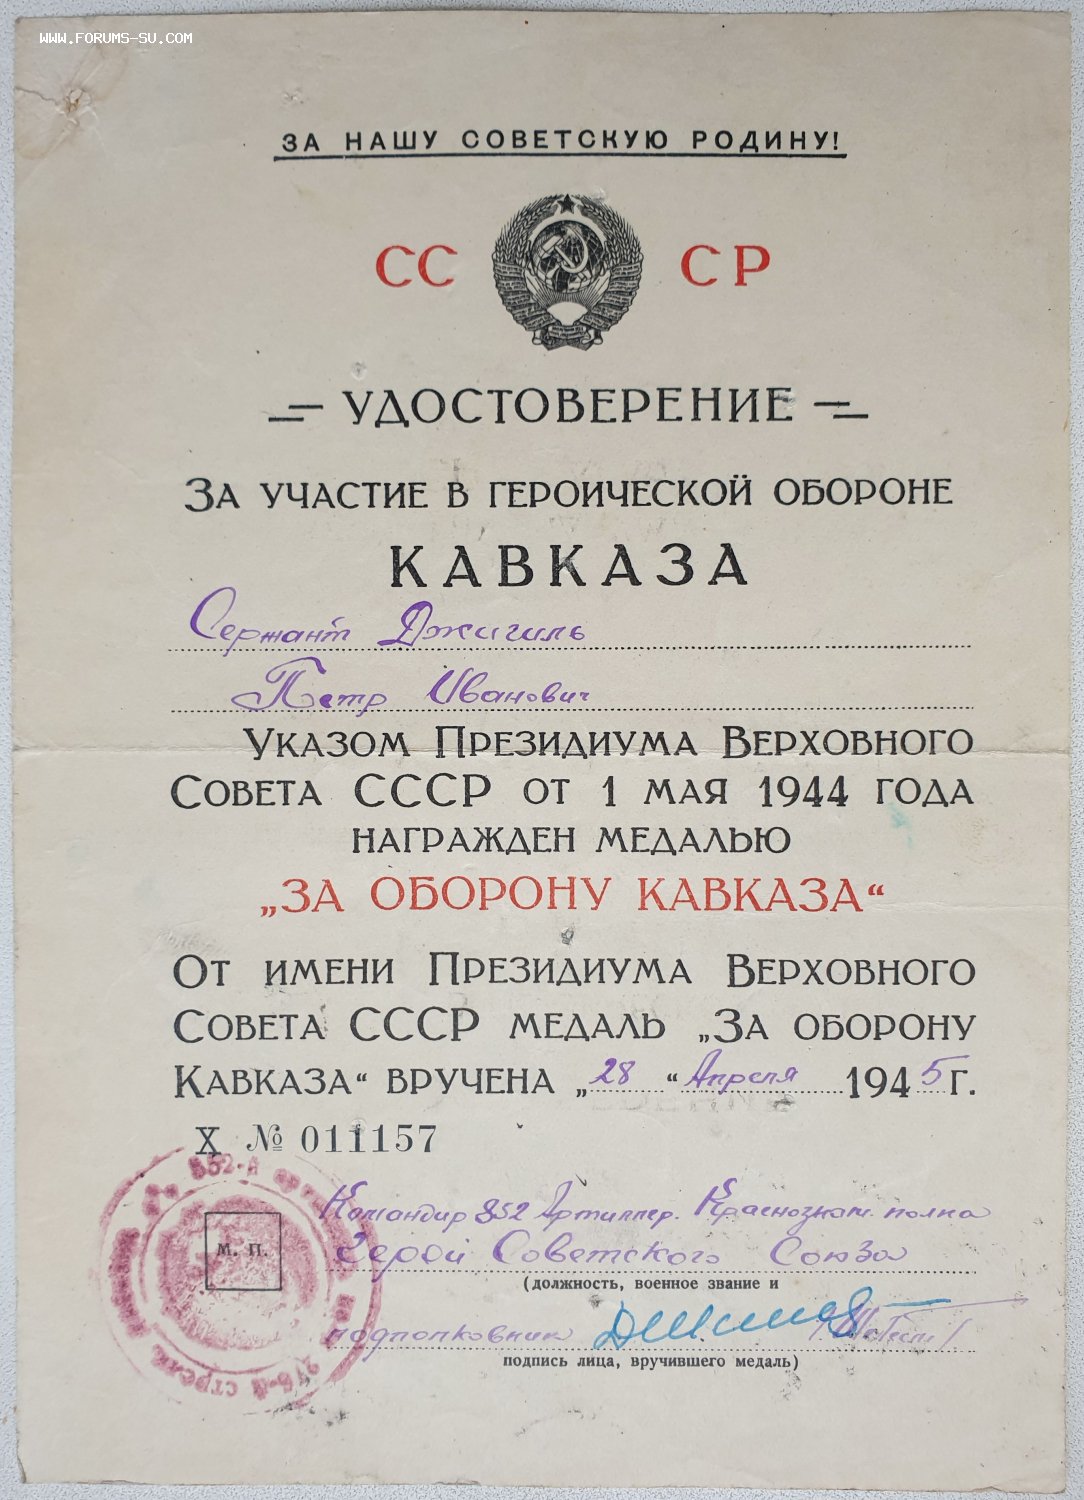 WWW.FORUMS-SU.COM
ЗА НАШУ СОВЕТСКУЮ РОДИНУ!
СС СР
УДОСТОВЕРЕНИЕ
ЗА УЧАСТИЕ В ГЕРОИЧЕСКОЙ ОБОРОНЕ
КАВКАЗА
Сержант Джигиль
Петр Иванович
УКАЗОМ ПРЕЗИДИУМА ВЕРХОВНОГО
СОВЕТА СССР ОТ 1 МАЯ 1944 ГОДА
НАГРАЖДЕН МЕДАЛЬЮ
„ЗА ОБОРОНУ КАВКАЗА“
ОТ ИМЕНИ ПРЕЗИДИУМА ВЕРХОВНОГО
СОВЕТА СССР МЕДАЛЬ „ЗА ОБОРОНУ
КАВКАЗА“ ВРУЧЕНА „28“ Апреля 1945 Г.
X № 011157
852-й
Командир 852 Артиллер. Краснознам. полка
М. П.
Герой Советского Союза
(должность, военное звание и
подполковник
подпись лица, вручившего медаль)